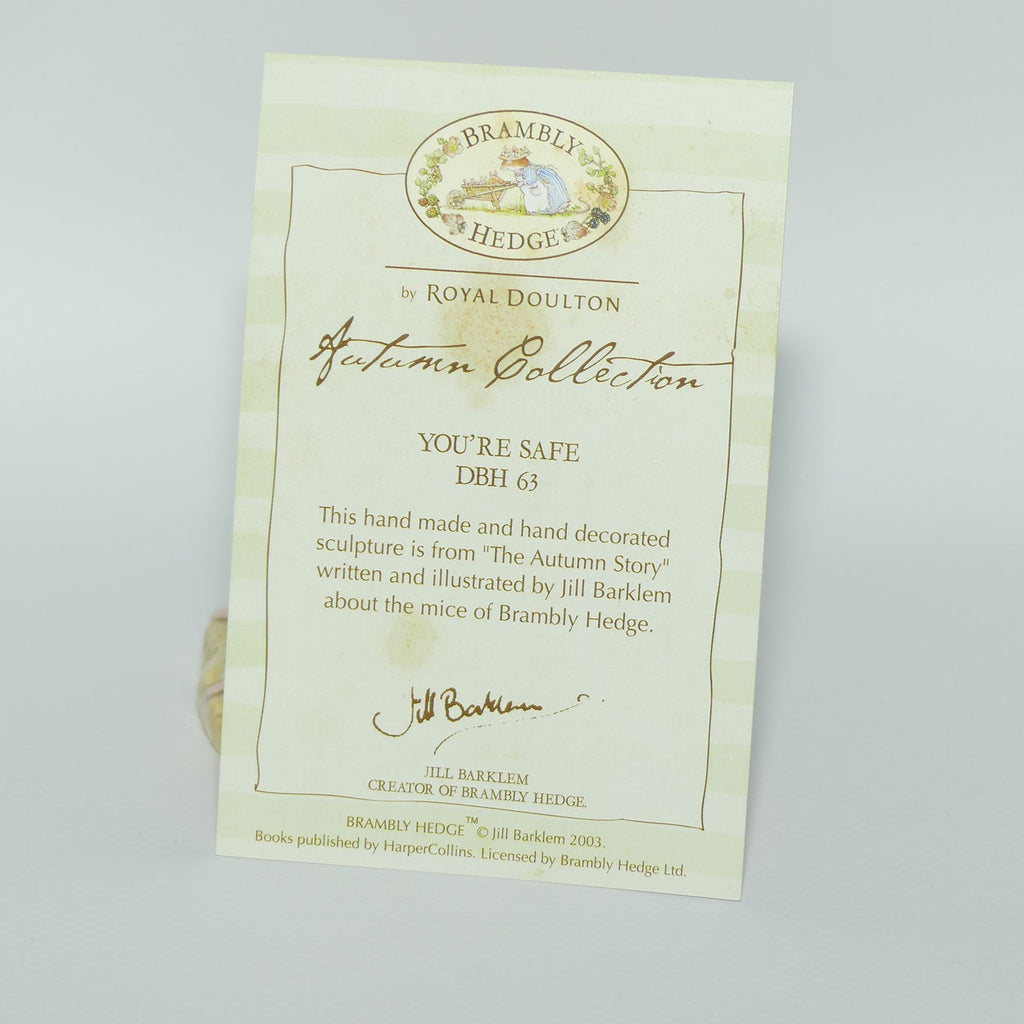 BRAMBLY
HEDGE
by ROYAL DOULTON
Autumn Collection
YOU'RE SAFE
DBH 63
This hand made and hand decorated
sculpture is from "The Autumn Story"
written and illustrated by Jill Barklem
about the mice of Brambly Hedge.
Jill Barklem
JILL BARKLEM
CREATOR OF BRAMBLY HEDGE.
BRAMBLY HEDGE™ © Jill Barklem 2003.
Books published by HarperCollins. Licensed by Brambly Hedge Ltd.